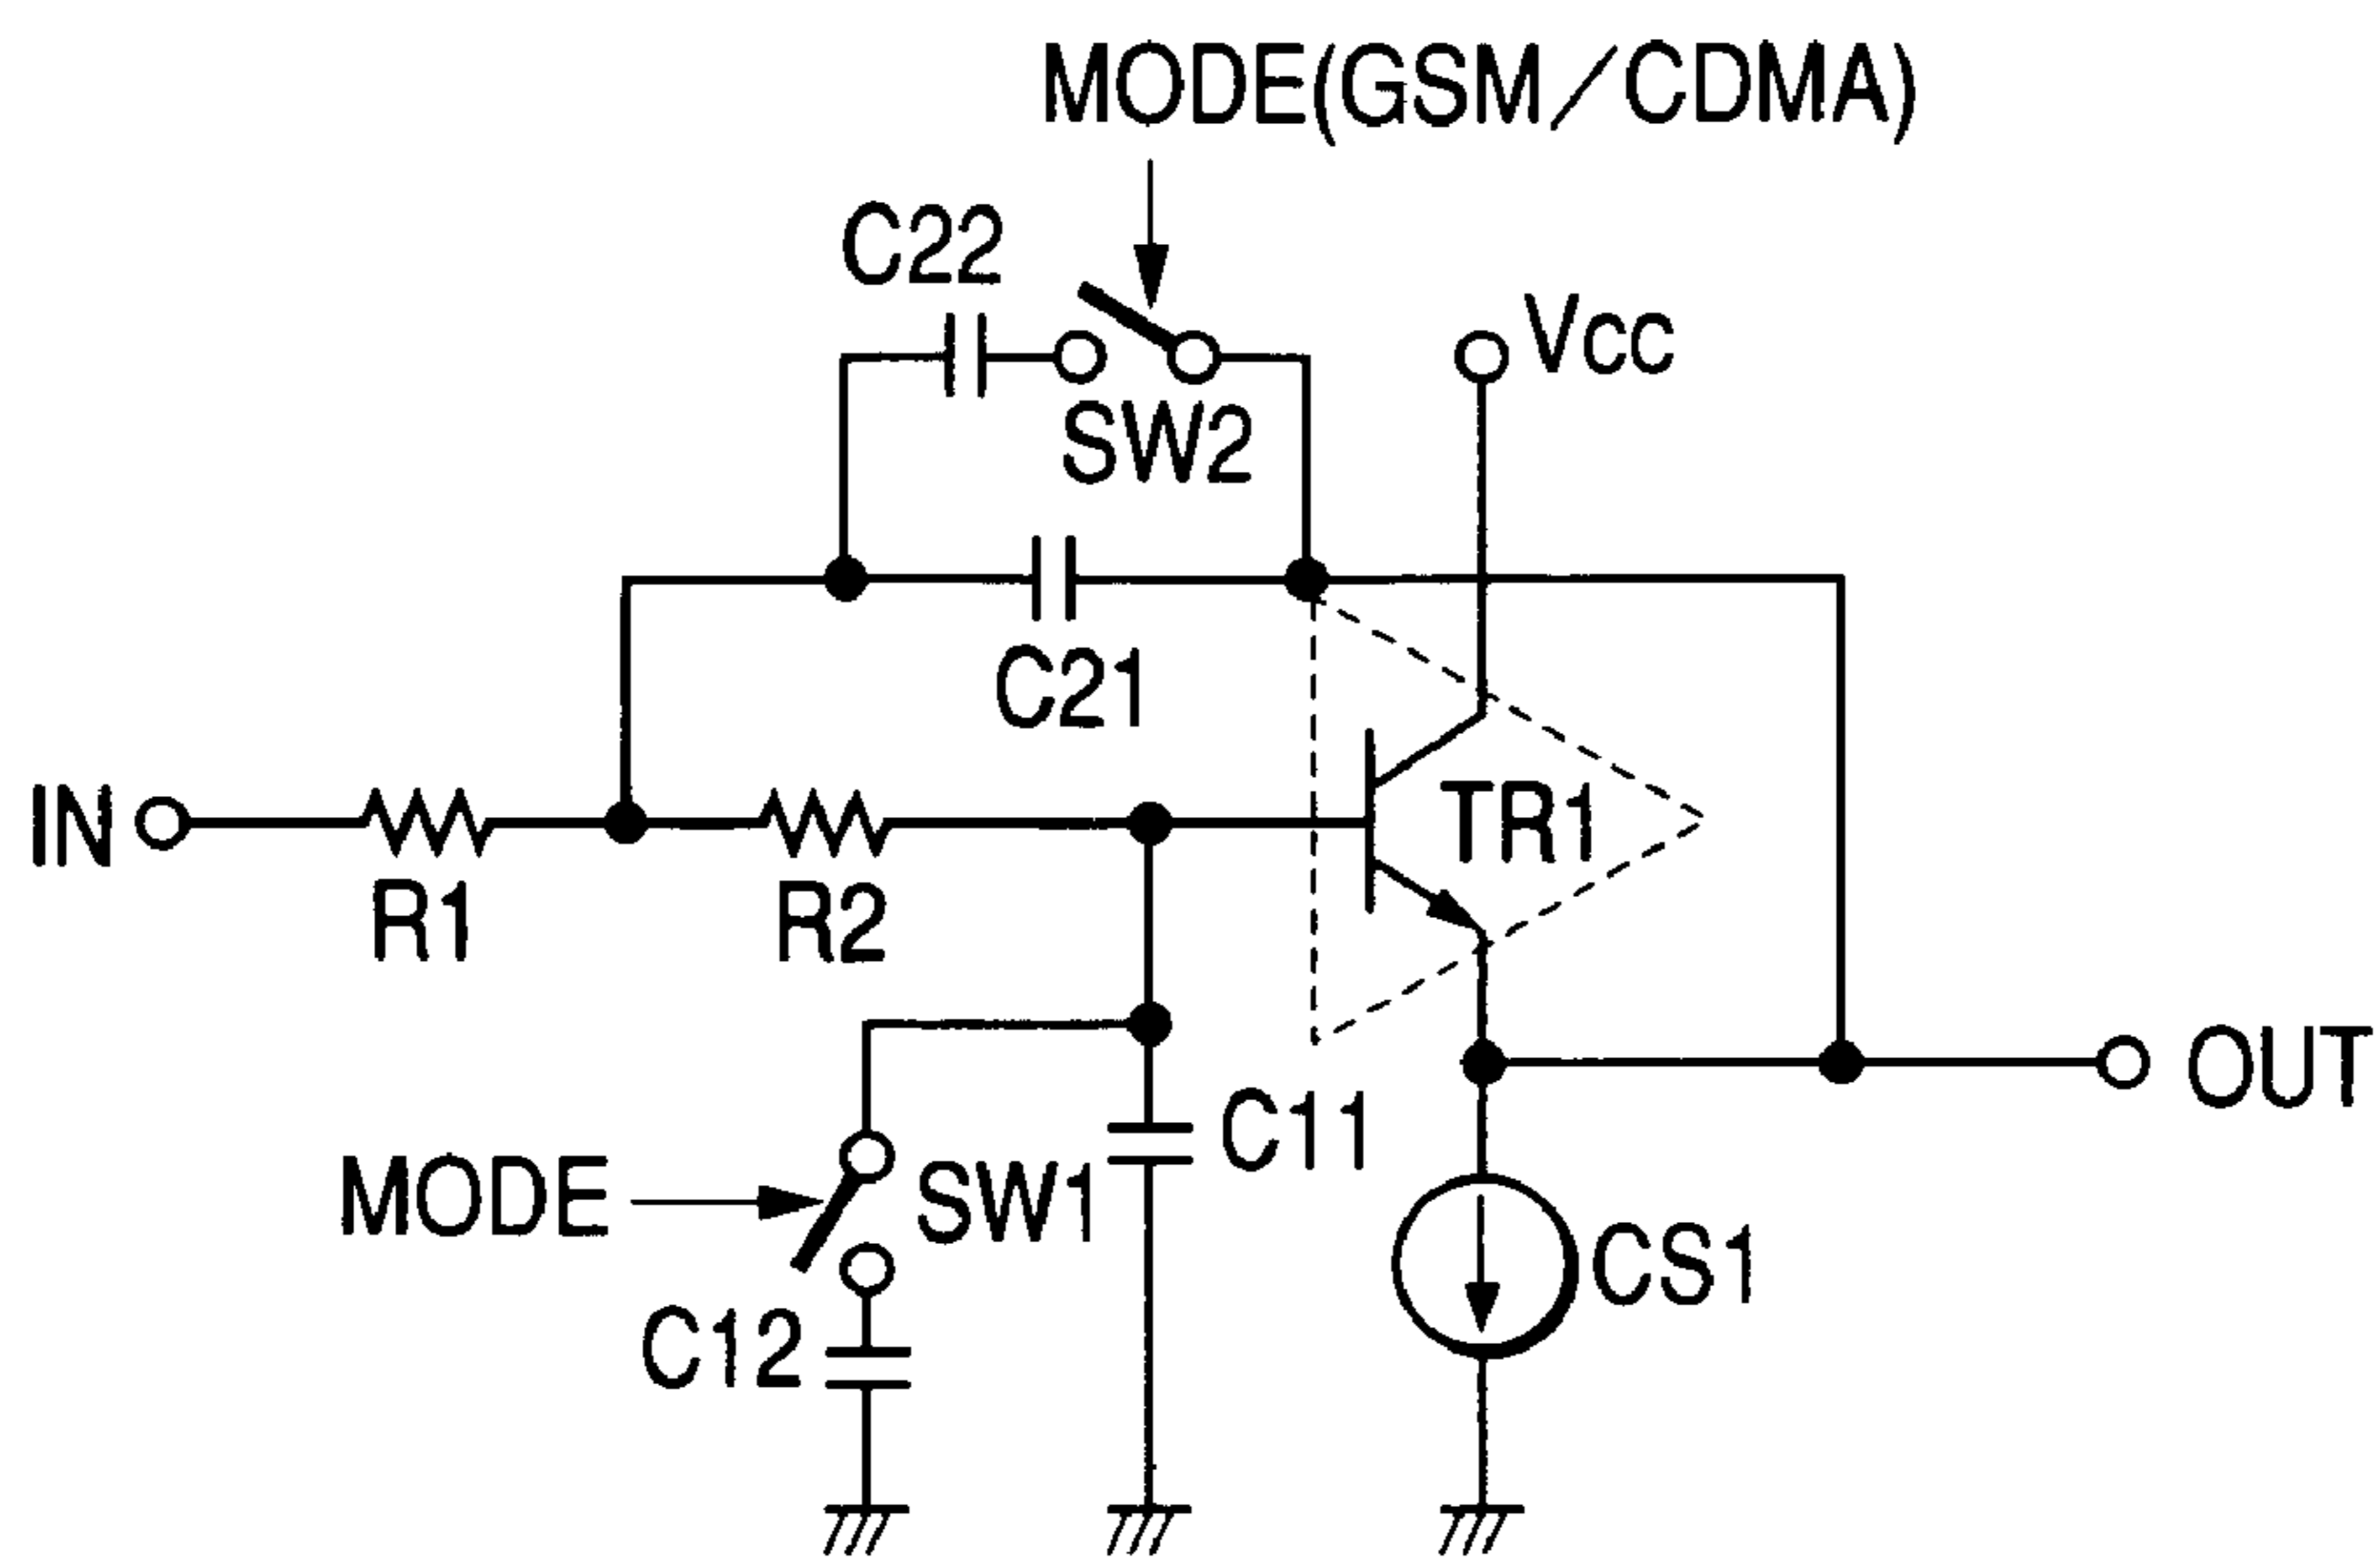 MODE(GSM/CDMA)
C22
Vcc
SW2
C21
IN
TR1
R1
R2
OUT
C11
MODE
SW1
CS1
C12